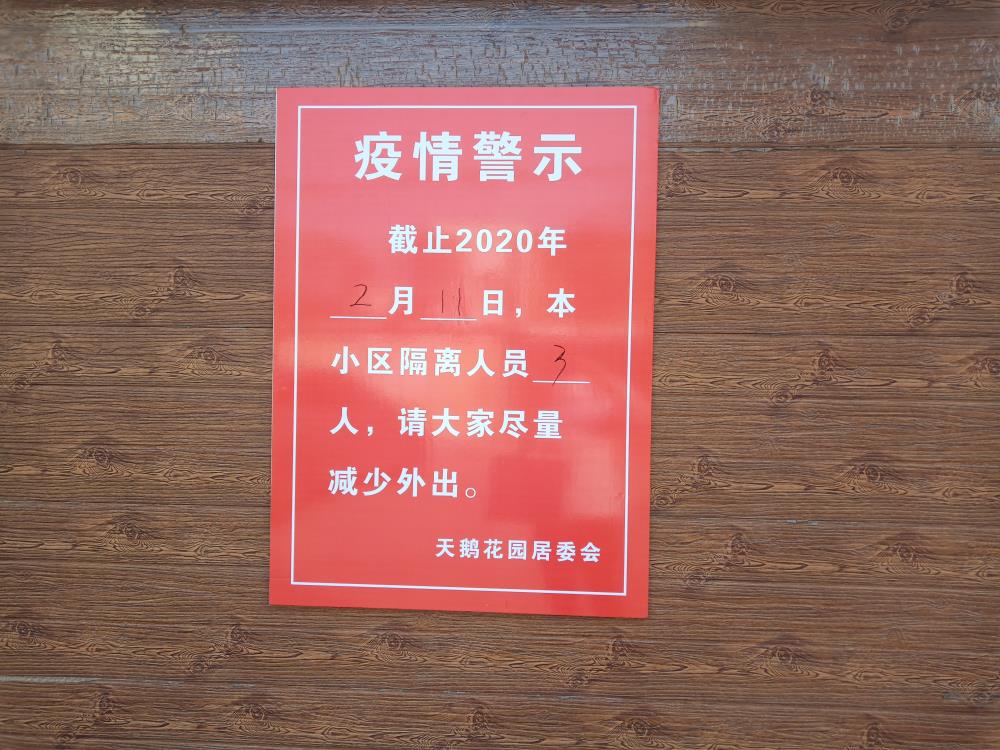 疫情警示
截止2020年
2月11日，本
小区隔离人员3
人，请大家尽量
减少外出。
天鹅花园居委会